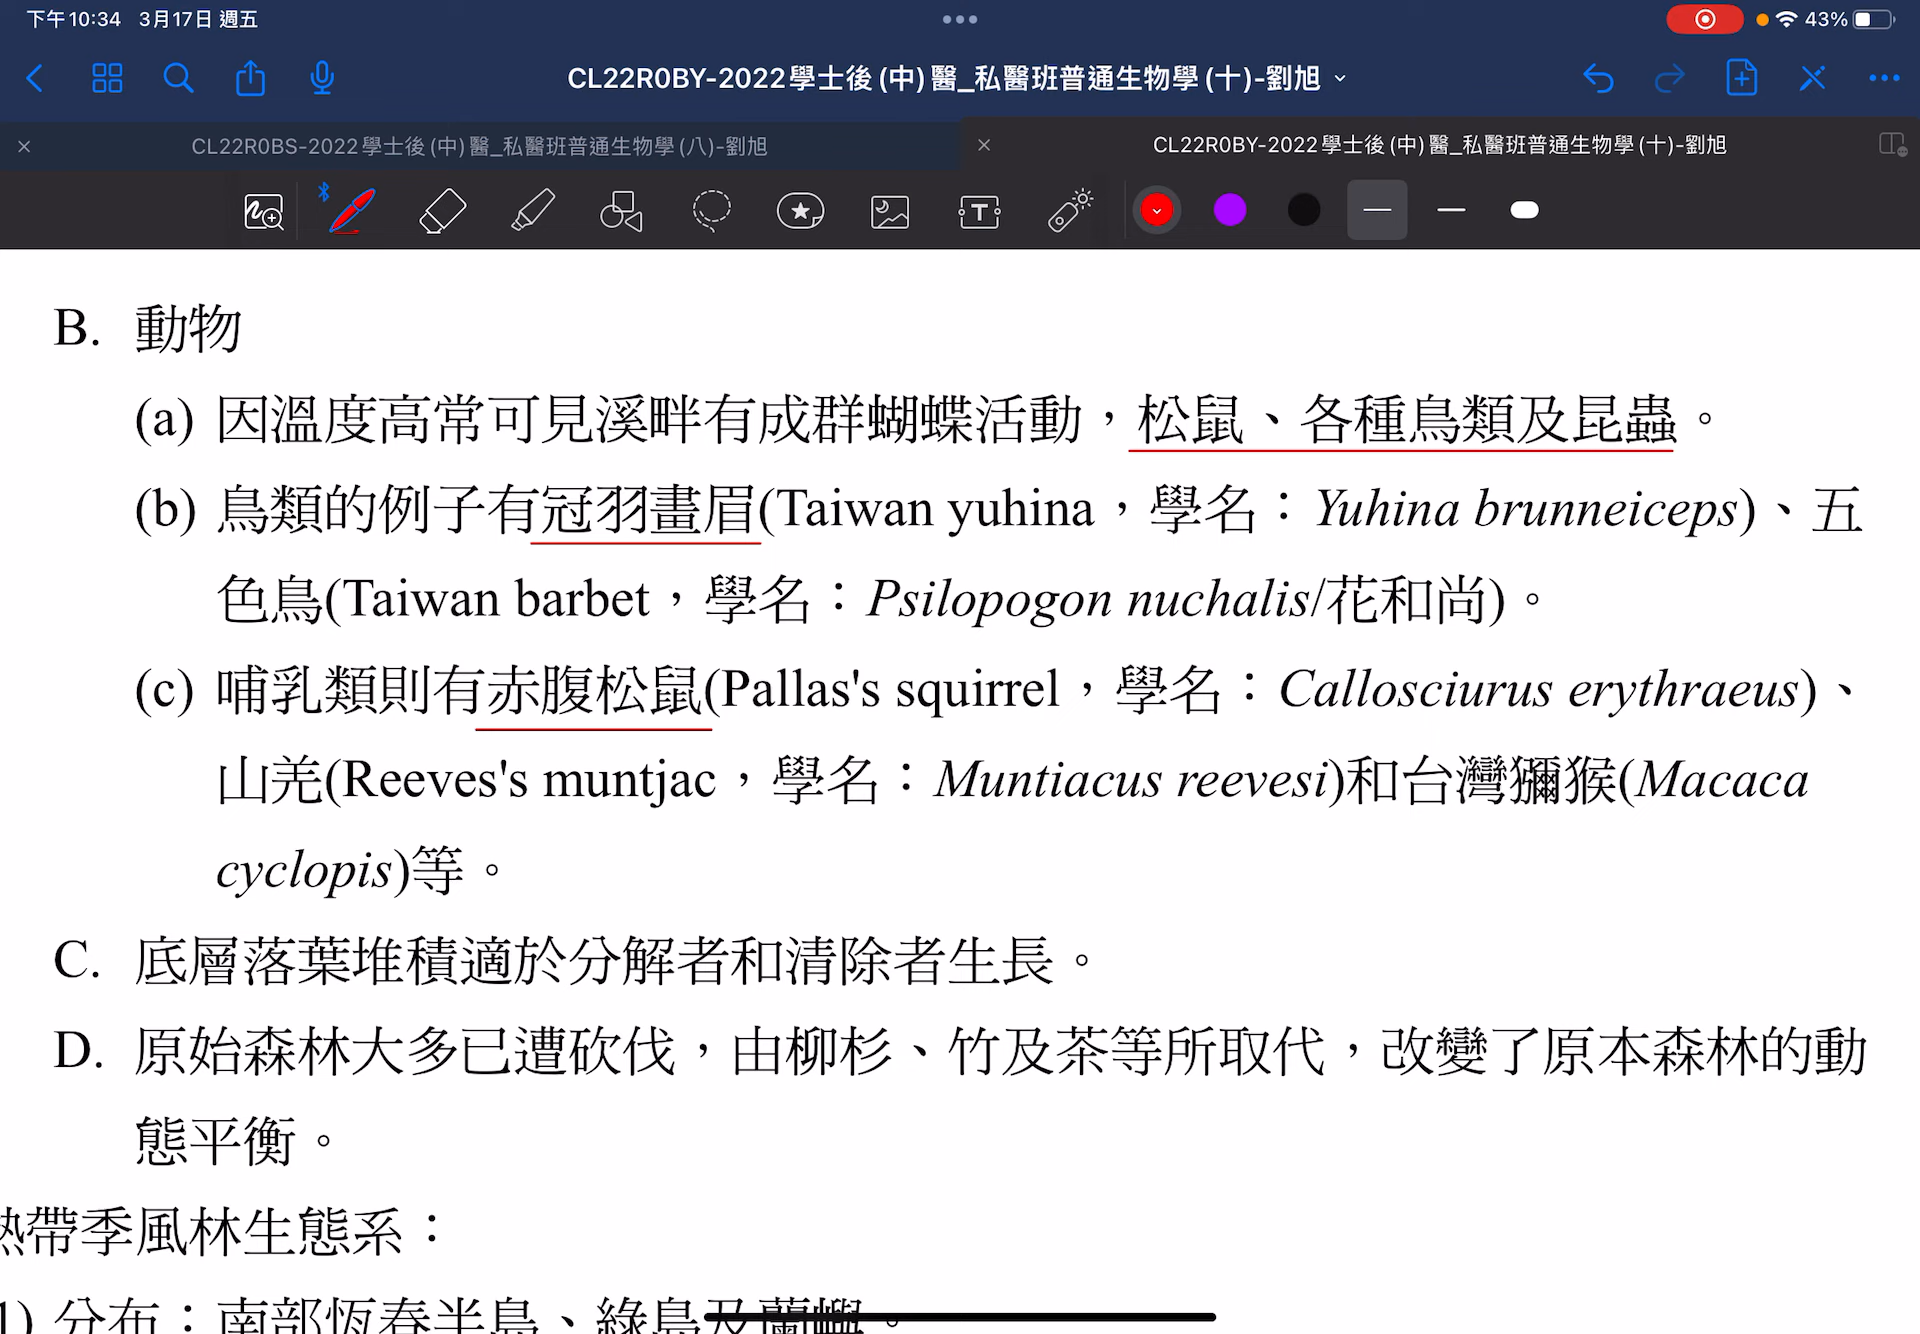 下午10:34 3月17日 週五
43%
CL22R0BY-2022學士後(中)醫_私醫班普通生物學(十)-劉旭
CL22R0BS-2022學士後(中)醫_私醫班普通生物學(八)-劉旭
CL22R0BY-2022學士後(中)醫_私醫班普通生物學(十)-劉旭
B. 動物
(a) 因溫度高常可見溪畔有成群蝴蝶活動，松鼠、各種鳥類及昆蟲。
(b) 鳥類的例子有冠羽畫眉(Taiwan yuhina，學名：Yuhina brunneiceps)、五
色鳥(Taiwan barbet，學名：Psilopogon nuchalis/花和尚)。
(c) 哺乳類則有赤腹松鼠(Pallas's squirrel，學名：Callosciurus erythraeus)、
山羌(Reeves's muntjac，學名：Muntiacus reevesi)和台灣獼猴(Macaca
cyclopis)等。
C. 底層落葉堆積適於分解者和清除者生長。
D. 原始森林大多已遭砍伐，由柳杉、竹及茶等所取代，改變了原本森林的動
態平衡。
熱帶季風林生態系：
1) 分布：南部恆春半島、綠島及蘭嶼。